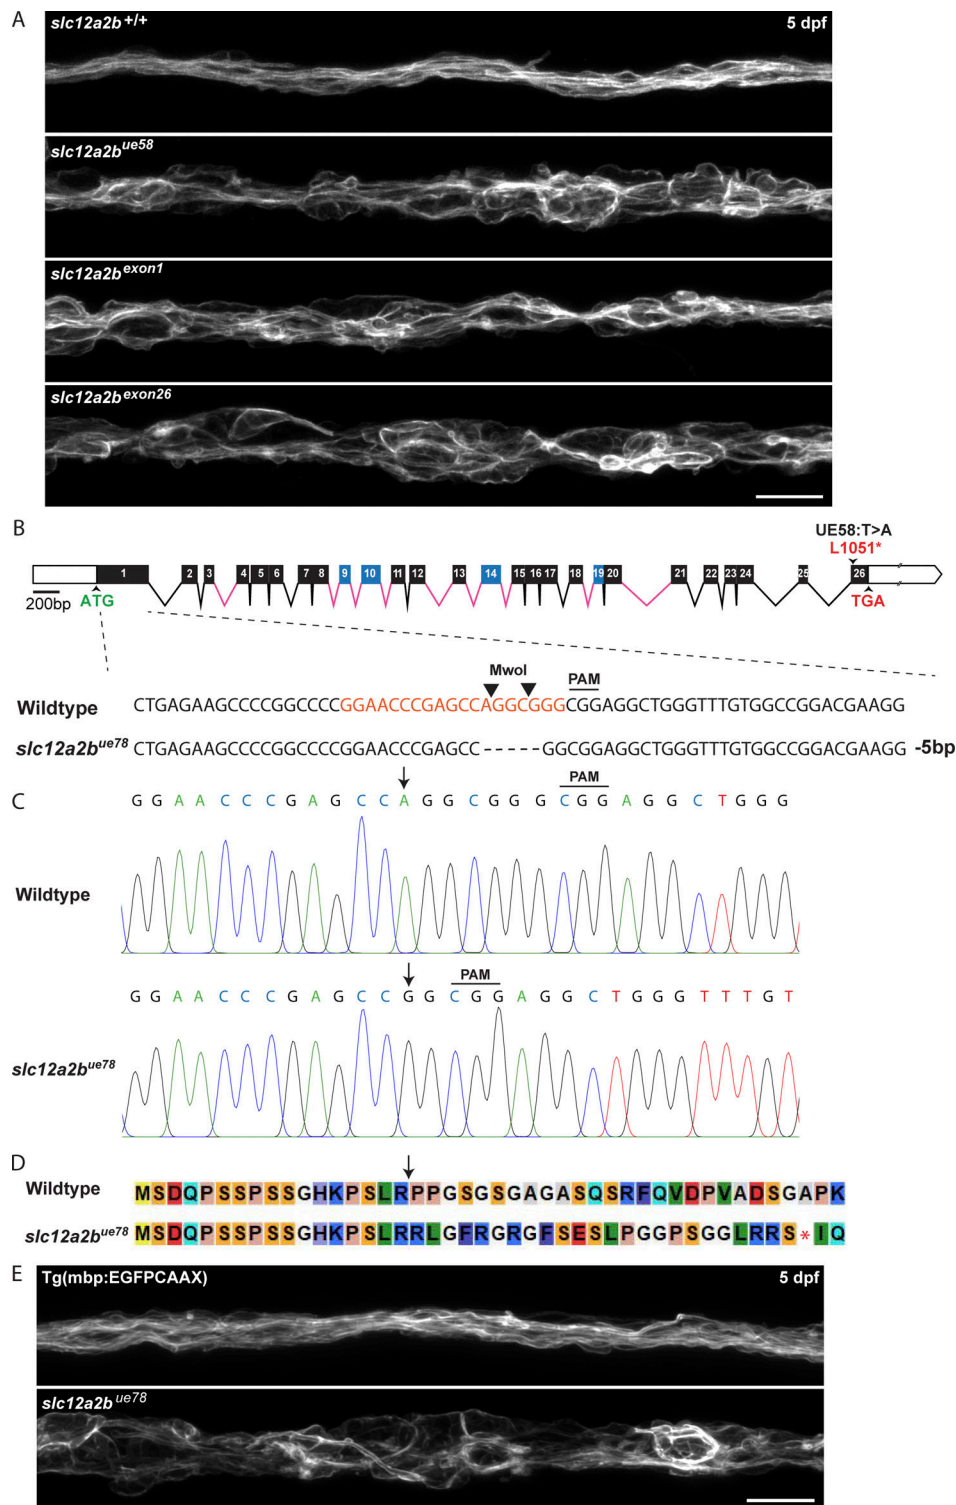 A
slc12a2b+/+
5 dpf
slc12a2bue58
slc12a2bexon1
slc12a2bexon26
B
UE58:T>A
L1051*
1 2 3 4 5 6 7 8 9 10 11 12 13 14 15 16 17 18 19 20 21 22 23 24 25 26
200bp
ATG
TGA
MwoI
PAM
Wildtype CTGAGAAGCCCCGGCCCCGGAACCCGAGCCAGGCGGGCGGAGGCTGGGTTTGTGGCCGGACGAAGG
slc12a2bue78 CTGAGAAGCCCCGGCCCCGGAACCCGAGCC-----GGCGGAGGCTGGGTTTGTGGCCGGACGAAGG -5bp
C
PAM
G G A A C C C G A G C C A G G C G G G C G G A G G C T G G G
Wildtype
PAM
G G A A C C C G A G C C G G C G G A G G C T G G G T T T G T
slc12a2bue78
D
Wildtype MSDQPSSPSSGHKPSLRPPGSGSGAGASQSRFQVDPVADSGAPK
slc12a2bue78 MSDQPSSPSSGHKPSLRRLGFRGRGFSESLPGGPSGGLRRS*IQ
E
Tg(mbp:EGFPCAAX)
5 dpf
slc12a2bue78